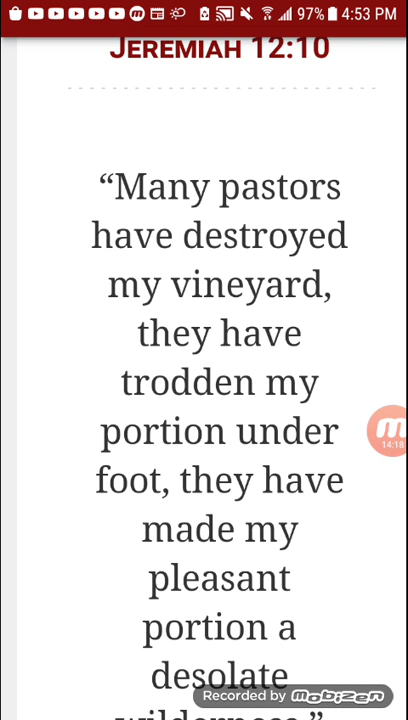 97% 4:53 PM
JEREMIAH 12:10
“Many pastors
have destroyed
my vineyard,
they have
trodden my
portion under
foot, they have
made my
pleasant
portion a
desolate
wilderness.”
14:18
Recorded by mobizen